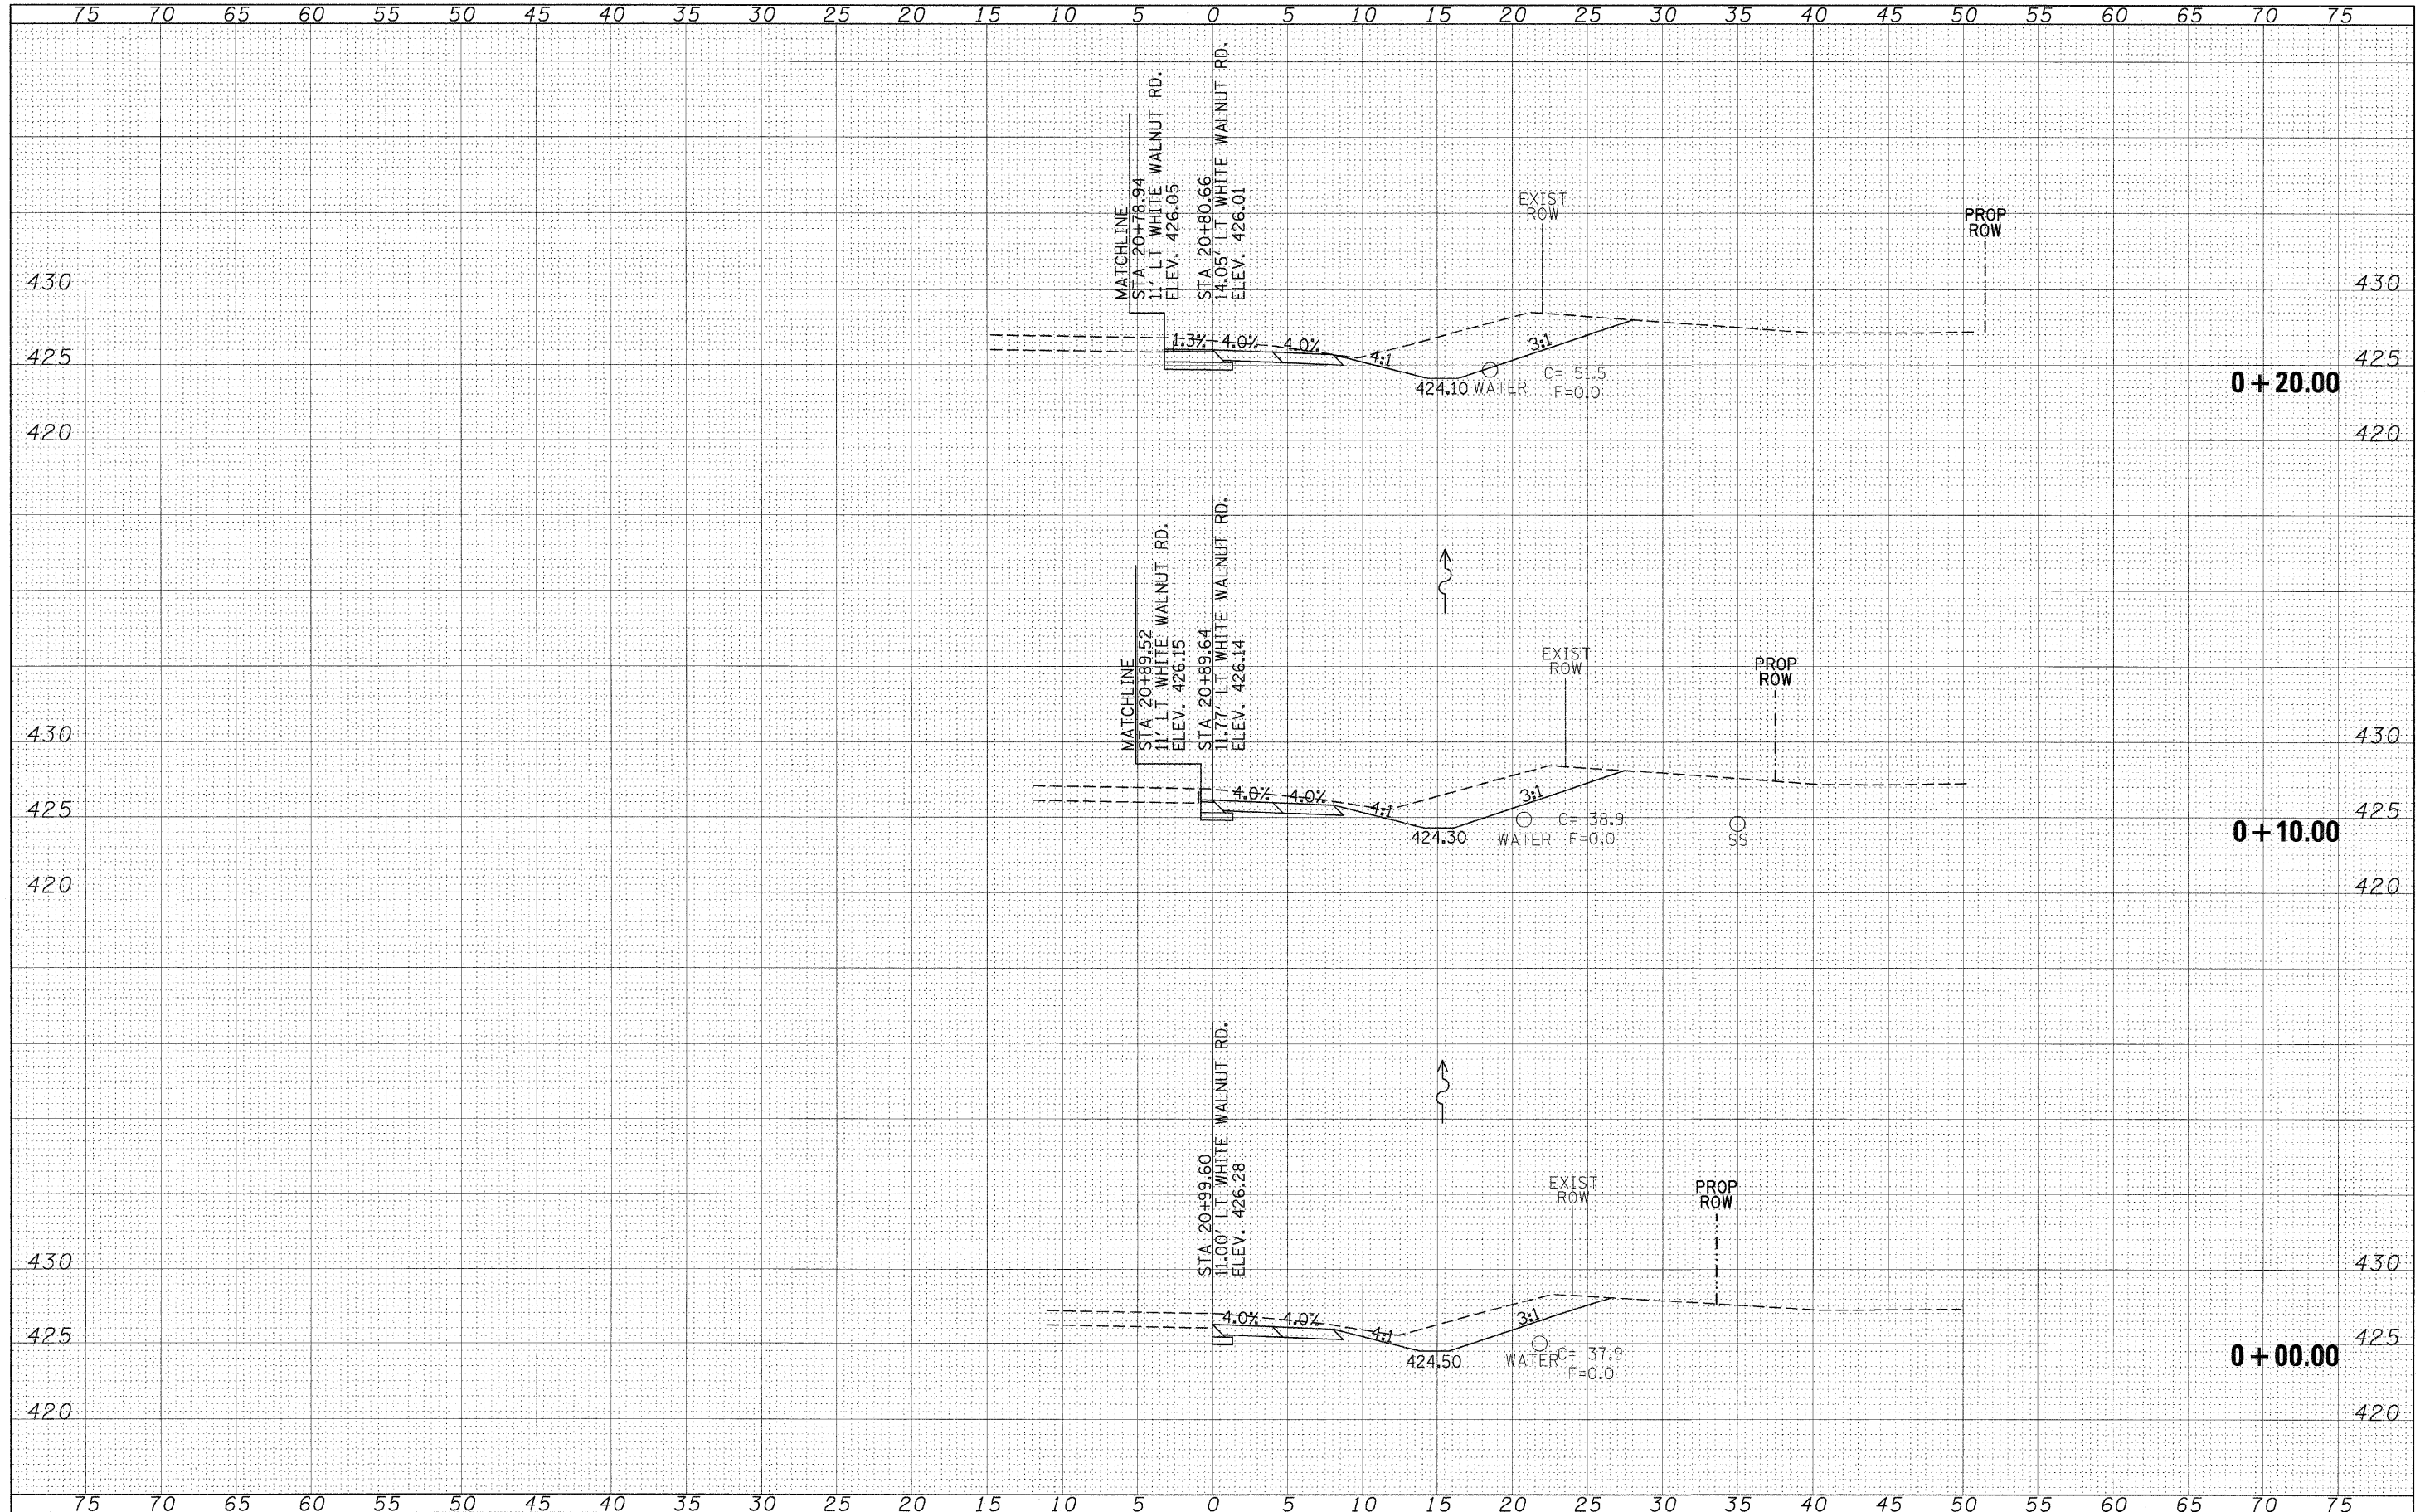 75 70 65 60 55 50 45 40 35 30 25 20 15 10 5 0 5 10 15 20 25 30 35 40 45 50 55 60 65 70 75
MATCHLINE
STA 20+78.94
11' LT WHITE WALNUT RD.
ELEV. 426.05
STA 20+80.66
14.05' LT WHITE WALNUT RD.
ELEV. 426.01
EXIST
ROW
PROP
ROW
430 430
1.3% 4.0% 4.0% 4:1 3:1
425 425
424.10 WATER C= 51.5
F=0.0
0+20.00
420 420
MATCHLINE
STA 20+89.52
11' LT WHITE WALNUT RD.
ELEV. 426.15
STA 20+89.64
11.77' LT WHITE WALNUT RD.
ELEV. 426.14
EXIST
ROW
PROP
ROW
430 430
4.0% 4.0% 4:1 3:1
425 425
C= 38.9
424.30 WATER F=0.0 SS
0+10.00
420 420
STA 20+99.60
11.00' LT WHITE WALNUT RD.
ELEV. 426.28
EXIST
ROW
PROP
ROW
430 430
4.0% 4.0% 4:1 3:1
425 425
424.50 WATER C= 37.9
F=0.0
0+00.00
420 420
75 70 65 60 55 50 45 40 35 30 25 20 15 10 5 0 5 10 15 20 25 30 35 40 45 50 55 60 65 70 75